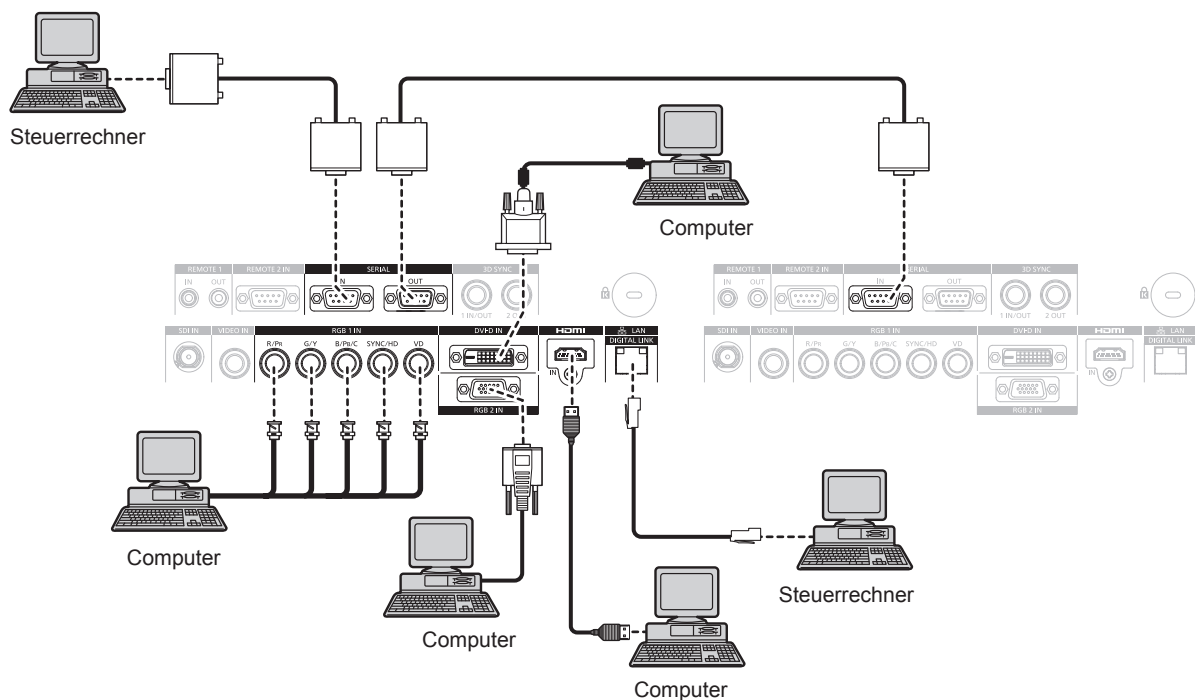 Steuerrechner
Computer
REMOTE 1 REMOTE 2 IN SERIAL 3D SYNC
IN OUT IN OUT 1 IN/OUT 2 OUT
SDI IN VIDEO IN RGB 1 IN DVI-D IN HDMI LAN
DIGITAL LINK
R/PR G/Y B/PB/C SYNC/HD VD
IN
RGB 2 IN
REMOTE 1 REMOTE 2 IN SERIAL 3D SYNC
IN OUT IN OUT 1 IN/OUT 2 OUT
SDI IN VIDEO IN RGB 1 IN DVI-D IN HDMI LAN
DIGITAL LINK
R/PR G/Y B/PB/C SYNC/HD VD
IN
RGB 2 IN
Computer
Computer
Steuerrechner
Computer